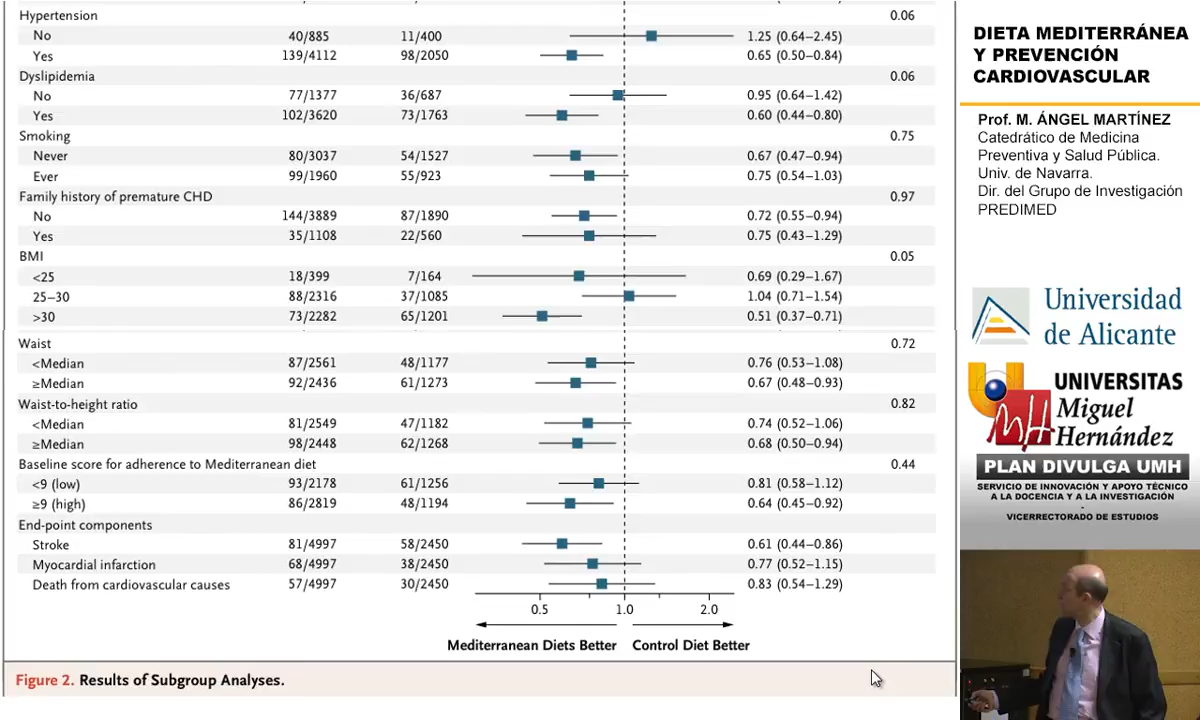 Hypertension 0.06
No 40/885 11/400 1.25 (0.64–2.45)
Yes 139/4112 98/2050 0.65 (0.50–0.84)
Dyslipidemia 0.06
No 77/1377 36/687 0.95 (0.64–1.42)
Yes 102/3620 73/1763 0.60 (0.44–0.80)
Smoking 0.75
Never 80/3037 54/1527 0.67 (0.47–0.94)
Ever 99/1960 55/923 0.75 (0.54–1.03)
Family history of premature CHD 0.97
No 144/3889 87/1890 0.72 (0.55–0.94)
Yes 35/1108 22/560 0.75 (0.43–1.29)
BMI 0.05
<25 18/399 7/164 0.69 (0.29–1.67)
25–30 88/2316 37/1085 1.04 (0.71–1.54)
>30 73/2282 65/1201 0.51 (0.37–0.71)
Waist 0.72
<Median 87/2561 48/1177 0.76 (0.53–1.08)
≥Median 92/2436 61/1273 0.67 (0.48–0.93)
Waist-to-height ratio 0.82
<Median 81/2549 47/1182 0.74 (0.52–1.06)
≥Median 98/2448 62/1268 0.68 (0.50–0.94)
Baseline score for adherence to Mediterranean diet 0.44
<9 (low) 93/2178 61/1256 0.81 (0.58–1.12)
≥9 (high) 86/2819 48/1194 0.64 (0.45–0.92)
End-point components
Stroke 81/4997 58/2450 0.61 (0.44–0.86)
Myocardial infarction 68/4997 38/2450 0.77 (0.52–1.15)
Death from cardiovascular causes 57/4997 30/2450 0.83 (0.54–1.29)
0.5 1.0 2.0
Mediterranean Diets Better Control Diet Better
Figure 2. Results of Subgroup Analyses.
DIETA MEDITERRÁNEA
Y PREVENCIÓN
CARDIOVASCULAR
Prof. M. ÁNGEL MARTÍNEZ
Catedrático de Medicina
Preventiva y Salud Pública.
Univ. de Navarra.
Dir. del Grupo de Investigación
PREDIMED
Universidad
de Alicante
UNIVERSITAS
Miguel
Hernández
PLAN DIVULGA UMH
SERVICIO DE INNOVACIÓN Y APOYO TÉCNICO
A LA DOCENCIA Y A LA INVESTIGACIÓN
-
VICERRECTORADO DE ESTUDIOS